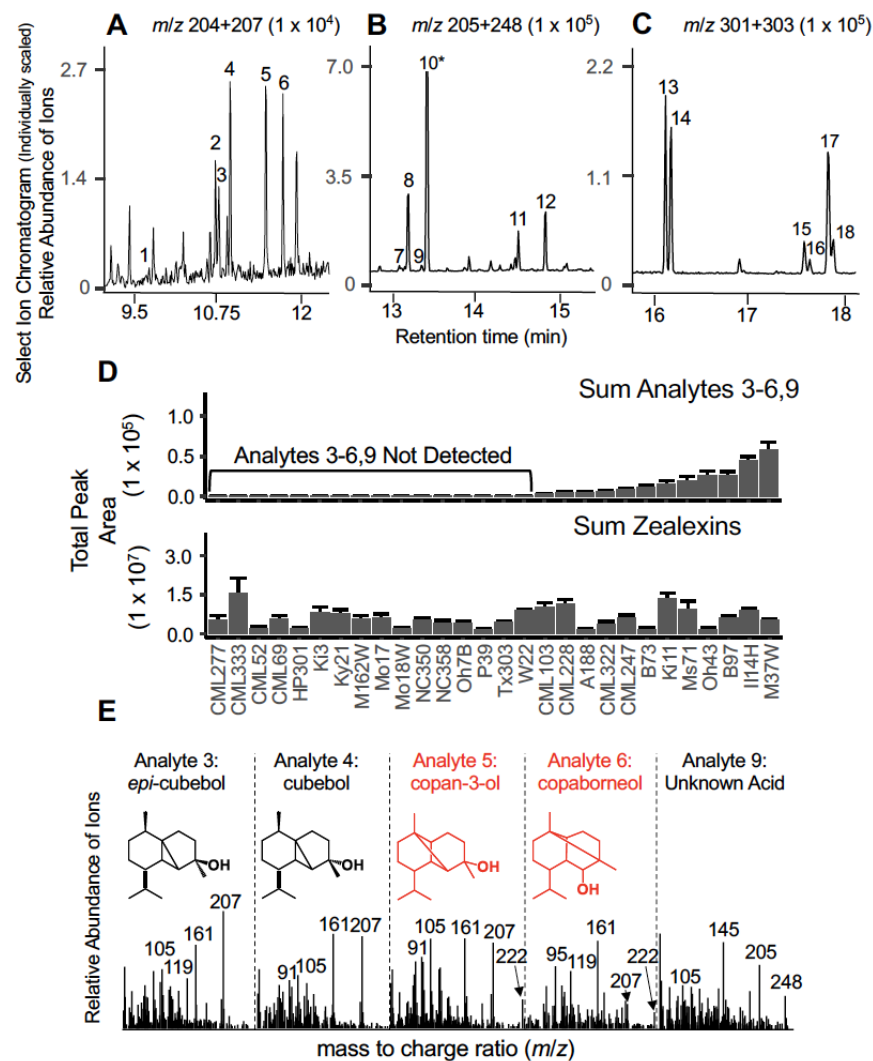 A
m/z 204+207 (1 x 10⁴)
B
m/z 205+248 (1 x 10⁵)
C
m/z 301+303 (1 x 10⁵)
Select Ion Chromatogram (Individually scaled)
Relative Abundance of Ions
2.7
1.4
0
1
2
3
4
5
6
9.5
10.75
12
7.0
3.5
0
7
8
9
10*
11
12
13
14
15
2.2
1.1
0
13
14
15
16
17
18
16
17
18
Retention time (min)
D
Sum Analytes 3-6,9
Analytes 3-6,9 Not Detected
Total Peak
Area
(1 x 10⁵)
1.0
0.5
0.0
Sum Zealexins
(1 x 10⁷)
3.0
1.5
0.0
CML277
CML333
CML52
CML69
HP301
Ki3
Ky21
M162W
Mo17
Mo18W
NC350
NC358
Oh7B
P39
Tx303
W22
CML103
CML228
A188
CML322
CML247
B73
Ki11
Ms71
Oh43
B97
Il14H
M37W
E
Relative Abundance of Ions
Analyte 3:
epi-cubebol
OH
105
119
161
207
Analyte 4:
cubebol
OH
91
105
161
207
Analyte 5:
copan-3-ol
OH
91
105
161
207
222
Analyte 6:
copaborneol
OH
95
119
161
207
222
Analyte 9:
Unknown Acid
105
145
205
248
mass to charge ratio (m/z)